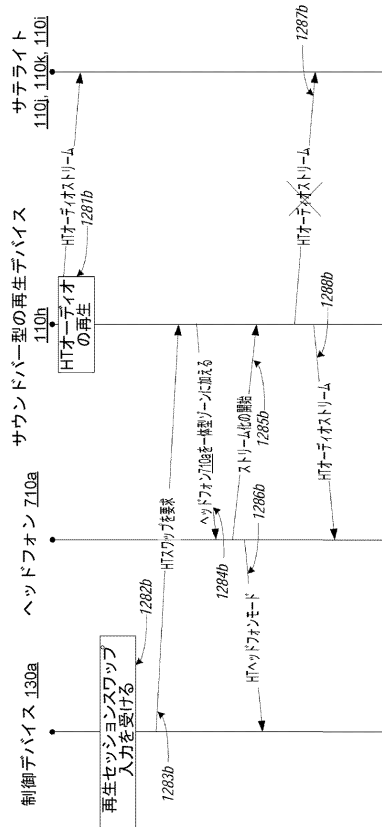 制御デバイス 130a
ヘッドフォン 710a
サウンドバー型の再生デバイス
110h
サテライト
110j, 110k, 110i
HTオーディオ
の再生
1281b
HTオーディオストリーム
再生セッションスワップ
入力を受ける
1282b
1283b
HTスワップを要求
ヘッドフォン710aを一体型ゾーンに加える
1284b
ストリーム化の開始
1285b
1286b
HTヘッドフォンモード
HTオーディオストリーム
1287b
1288b
HTオーディオストリーム